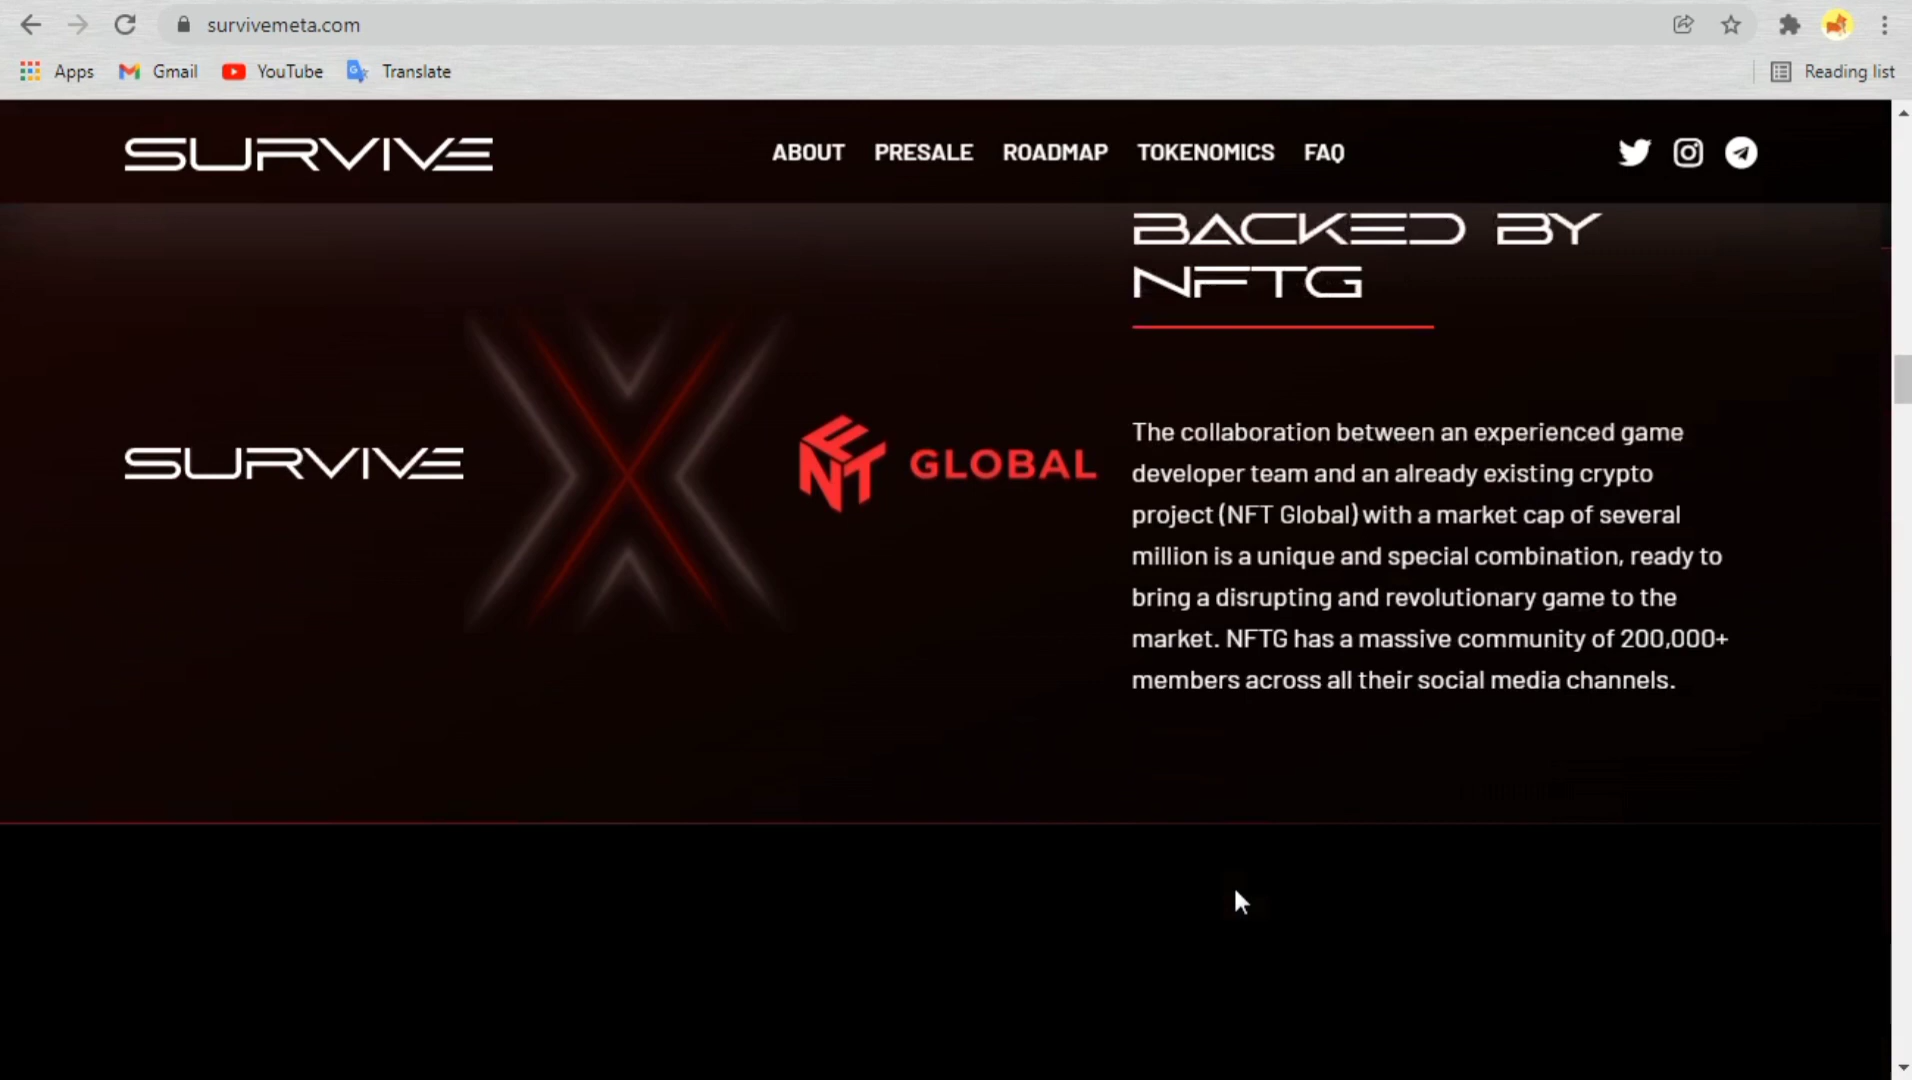 survivemeta.com
Apps Gmail YouTube Translate Reading list
SURVIVE ABOUT PRESALE ROADMAP TOKENOMICS FAQ
BACKED BY
NFTG
SURVIVE
NFT GLOBAL
The collaboration between an experienced game
developer team and an already existing crypto
project (NFT Global) with a market cap of several
million is a unique and special combination, ready to
bring a disrupting and revolutionary game to the
market. NFTG has a massive community of 200,000+
members across all their social media channels.